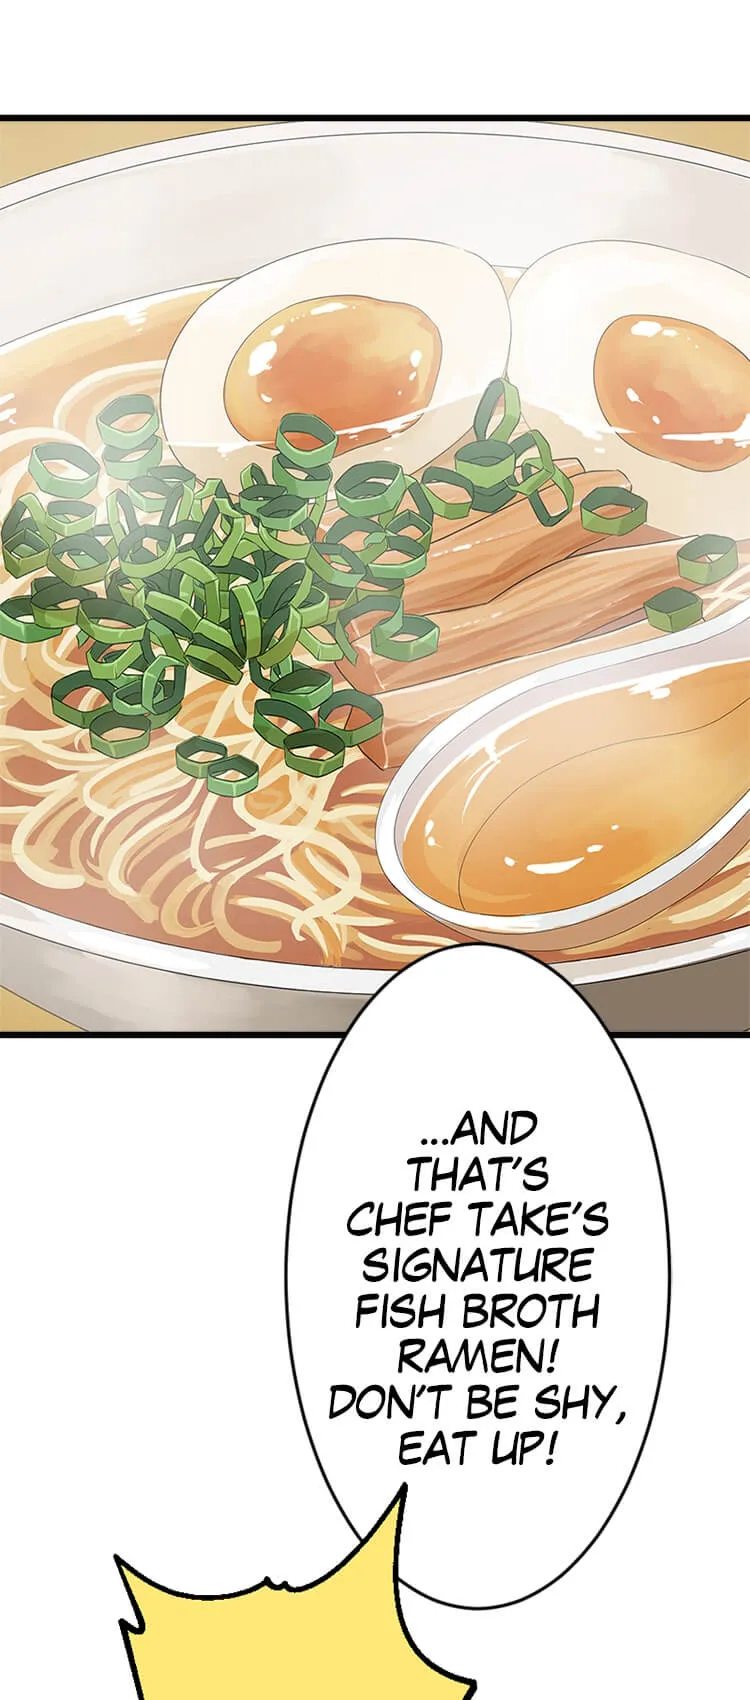 ...AND
THAT'S
CHEF TAKE'S
SIGNATURE
FISH BROTH
RAMEN!
DON'T BE SHY,
EAT UP!